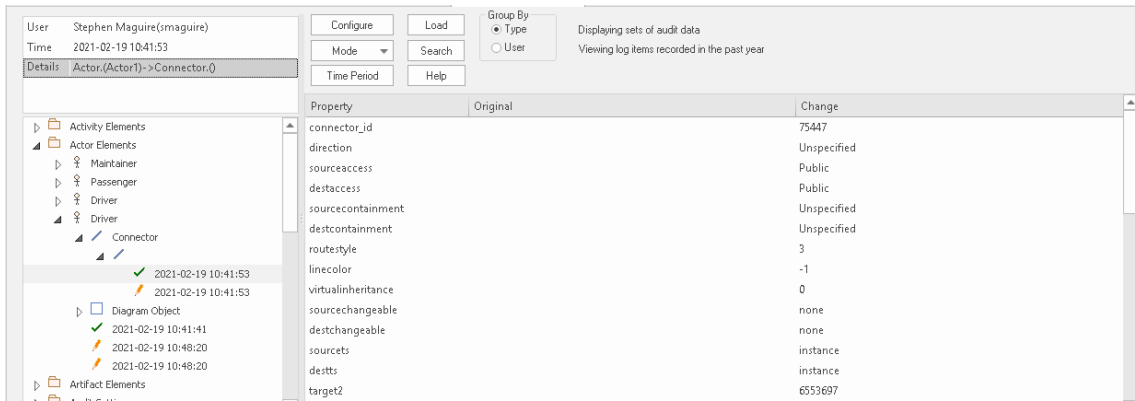 User Stephen Maguire(smaguire)
Time 2021-02-19 10:41:53
Details Actor.(Actor1)->Connector.()
Configure Load
Mode Search
Time Period Help
Group By
Type
User
Displaying sets of audit data
Viewing log items recorded in the past year
Activity Elements
Actor Elements
Maintainer
Passenger
Driver
Driver
Connector
2021-02-19 10:41:53
2021-02-19 10:41:53
Diagram Object
2021-02-19 10:41:41
2021-02-19 10:48:20
2021-02-19 10:48:20
Artifact Elements
Property Original Change
connector_id 75447
direction Unspecified
sourceaccess Public
destaccess Public
sourcecontainment Unspecified
destcontainment Unspecified
routestyle 3
linecolor -1
virtualinheritance 0
sourcechangeable none
destchangeable none
sourcets instance
destts instance
target2 6553697